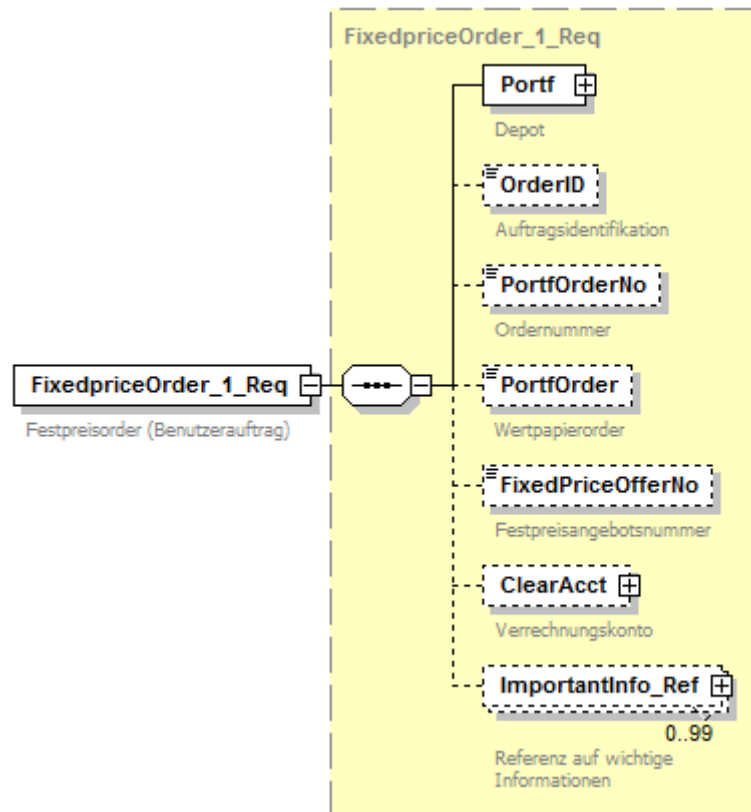 FixedpriceOrder_1_Req
Portf
Depot
OrderID
Auftragsidentifikation
PortfOrderNo
Ordernummer
FixedpriceOrder_1_Req
Festpreisorder (Benutzerauftrag)
PortfOrder
Wertpapierorder
FixedPriceOfferNo
Festpreisangebotsnummer
ClearAcct
Verrechnungskonto
ImportantInfo_Ref
0..99
Referenz auf wichtige
Informationen